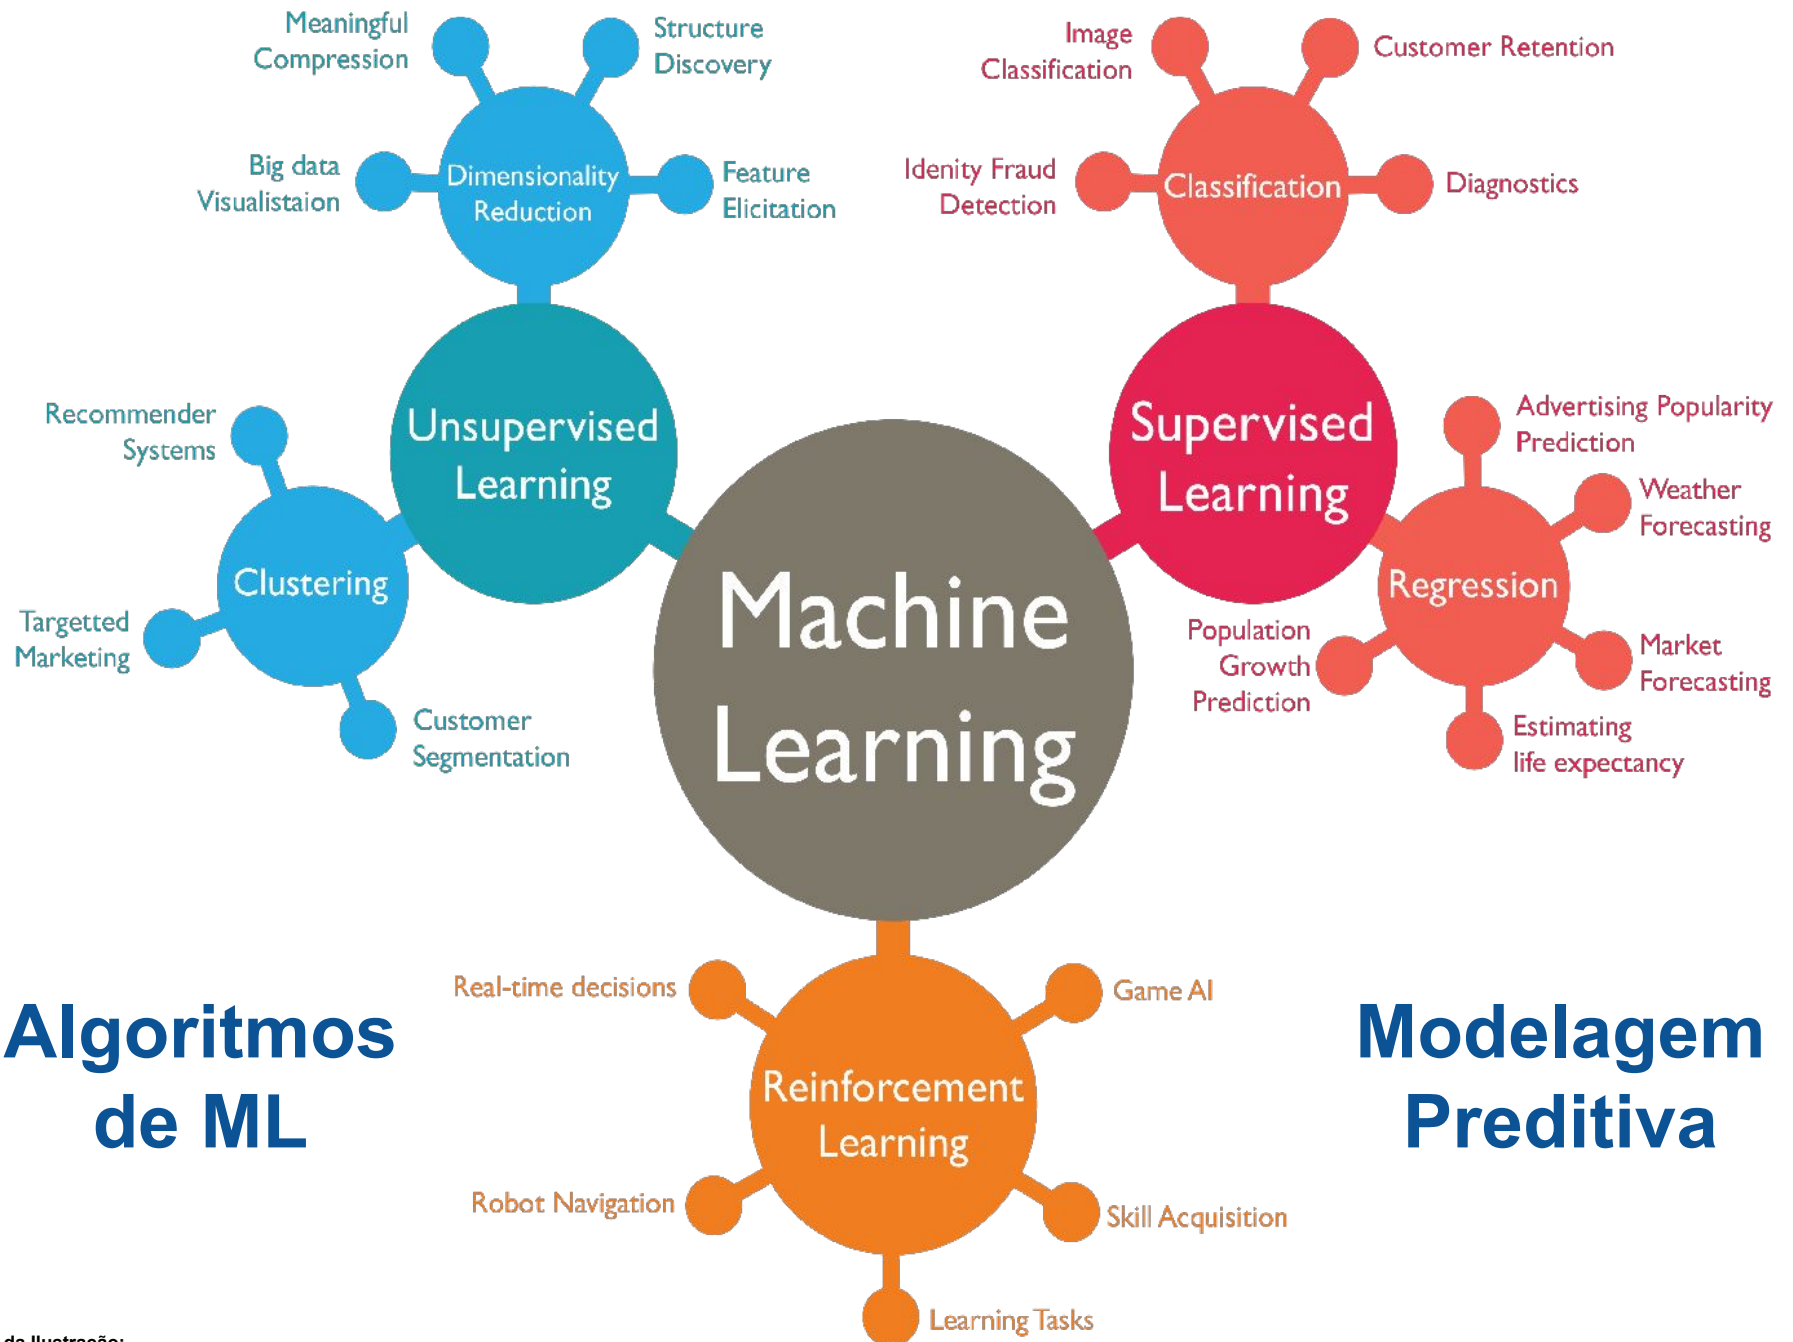 Meaningful
Compression
Structure
Discovery
Big data
Visualistaion
Dimensionality
Reduction
Feature
Elicitation
Image
Classification
Customer Retention
Idenity Fraud
Detection
Classification
Diagnostics
Recommender
Systems
Unsupervised
Learning
Clustering
Targetted
Marketing
Customer
Segmentation
Machine
Learning
Supervised
Learning
Advertising Popularity
Prediction
Weather
Forecasting
Regression
Population
Growth
Prediction
Market
Forecasting
Estimating
life expectancy
Algoritmos
de ML
Real-time decisions
Game AI
Reinforcement
Learning
Robot Navigation
Skill Acquisition
Learning Tasks
Modelagem
Preditiva
da Ilustração: